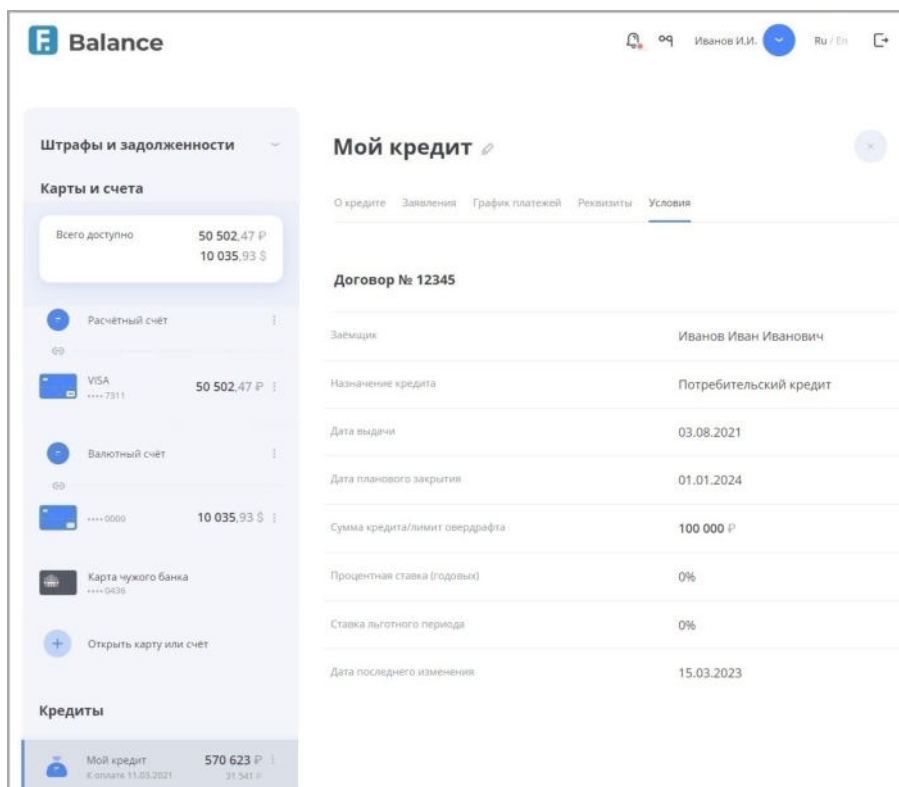 F. Balance
Иванов И.И.
Ru / En
Штрафы и задолженности
Карты и счета
Всего доступно 50 502,47 ₽
10 035,93 $
Расчётный счёт
VISA
•••• 7311
50 502,47 ₽
Валютный счёт
•••• 0000 10 035,93 $
Карта чужого банка
•••• 0436
Открыть карту или счёт
Кредиты
Мой кредит 570 623 ₽
К оплате 11.03.2021 31 541 ₽
Мой кредит
О кредите Заявления График платежей Реквизиты Условия
Договор № 12345
Заёмщик Иванов Иван Иванович
Назначение кредита Потребительский кредит
Дата выдачи 03.08.2021
Дата планового закрытия 01.01.2024
Сумма кредита/лимит овердрафта 100 000 ₽
Процентная ставка (годовых) 0%
Ставка льготного периода 0%
Дата последнего изменения 15.03.2023